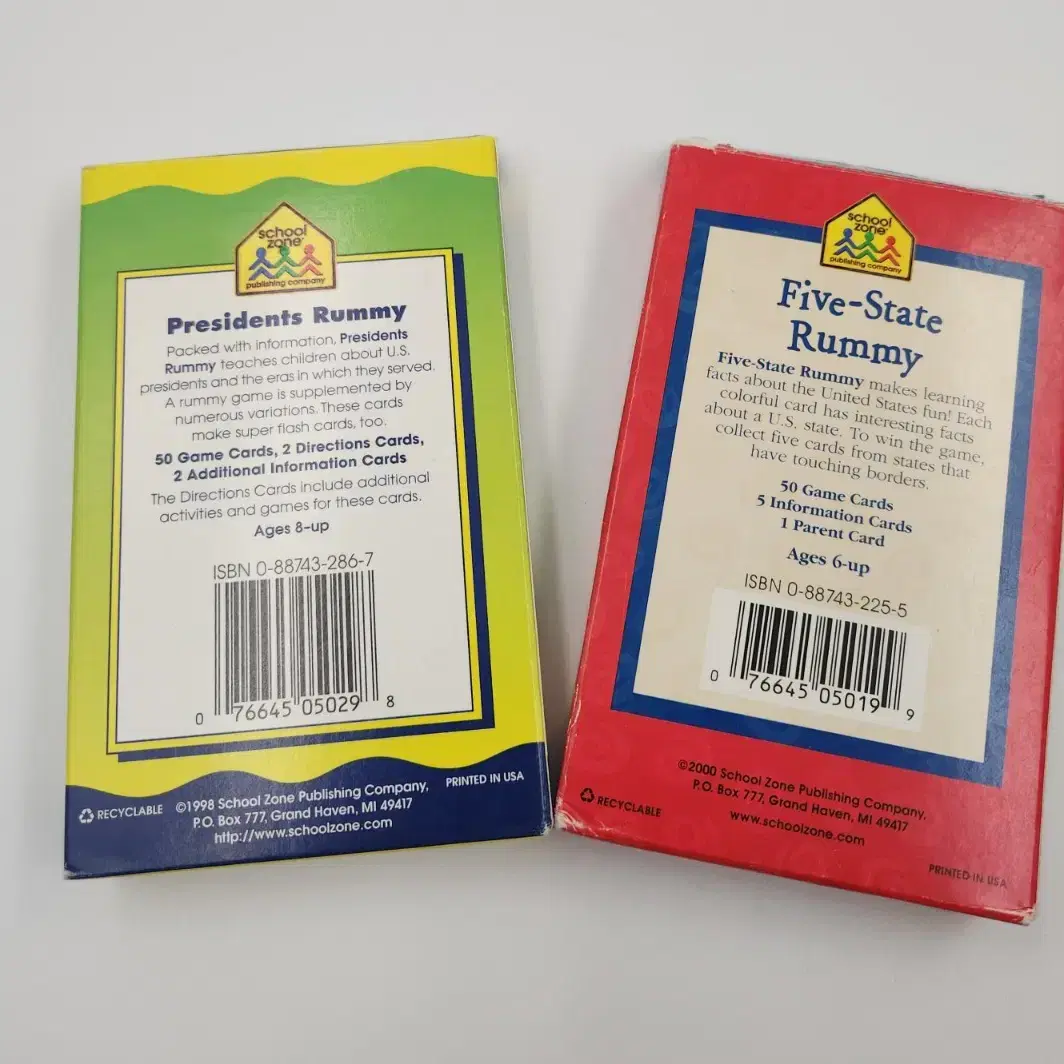 school
zone®
publishing company
Presidents Rummy
Packed with information, Presidents
Rummy teaches children about U.S.
presidents and the eras in which they served.
A rummy game is supplemented by
numerous variations. These cards
make super flash cards, too.
50 Game Cards, 2 Directions Cards,
2 Additional Information Cards
The Directions Cards include additional
activities and games for these cards.
Ages 8-up
ISBN 0-88743-286-7
0 76645 05029 8
RECYCLABLE
©1998 School Zone Publishing Company,
P.O. Box 777, Grand Haven, MI 49417
http://www.schoolzone.com
PRINTED IN USA
school
zone®
publishing company
Five-State
Rummy
Five-State Rummy makes learning
facts about the United States fun! Each
colorful card has interesting facts
about a U.S. state. To win the game,
collect five cards from states that
have touching borders.
50 Game Cards
5 Information Cards
1 Parent Card
Ages 6-up
ISBN 0-88743-225-5
0 76645 05019 9
RECYCLABLE
©2000 School Zone Publishing Company,
P.O. Box 777, Grand Haven, MI 49417
www.schoolzone.com
PRINTED IN USA